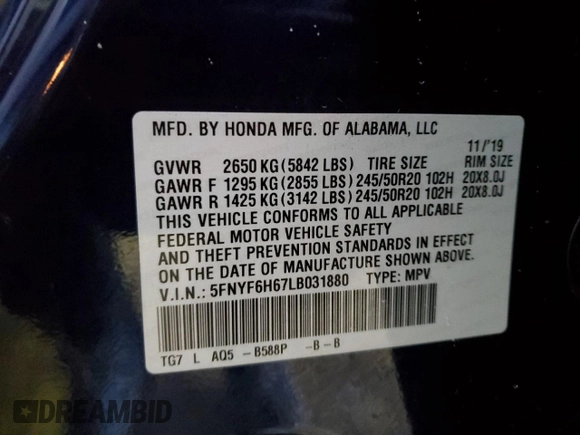 MFD. BY HONDA MFG. OF ALABAMA, LLC
11/'19
GVWR 2650 KG (5842 LBS) TIRE SIZE RIM SIZE
GAWR F 1295 KG (2855 LBS) 245/50R20 102H 20X8.0J
GAWR R 1425 KG (3142 LBS) 245/50R20 102H 20X8.0J
THIS VEHICLE CONFORMS TO ALL APPLICABLE
FEDERAL MOTOR VEHICLE SAFETY
AND THEFT PREVENTION STANDARDS IN EFFECT
ON THE DATE OF MANUFACTURE SHOWN ABOVE.
V.I.N.: 5FNYF6H67LB031880 TYPE: MPV
TG7 L AQ5 -B588P -B-B
DREAMBID